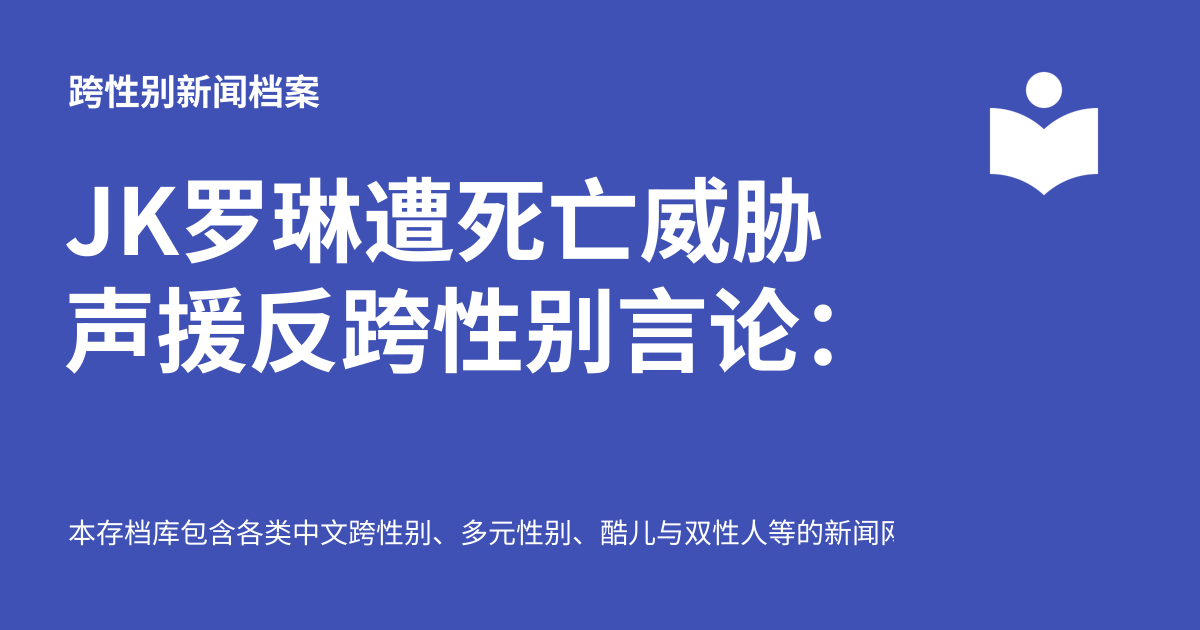 跨性别新闻档案
JK罗琳遭死亡威胁
声援反跨性别言论：
本存档库包含各类中文跨性别、多元性别、酷儿与双性人等的新闻